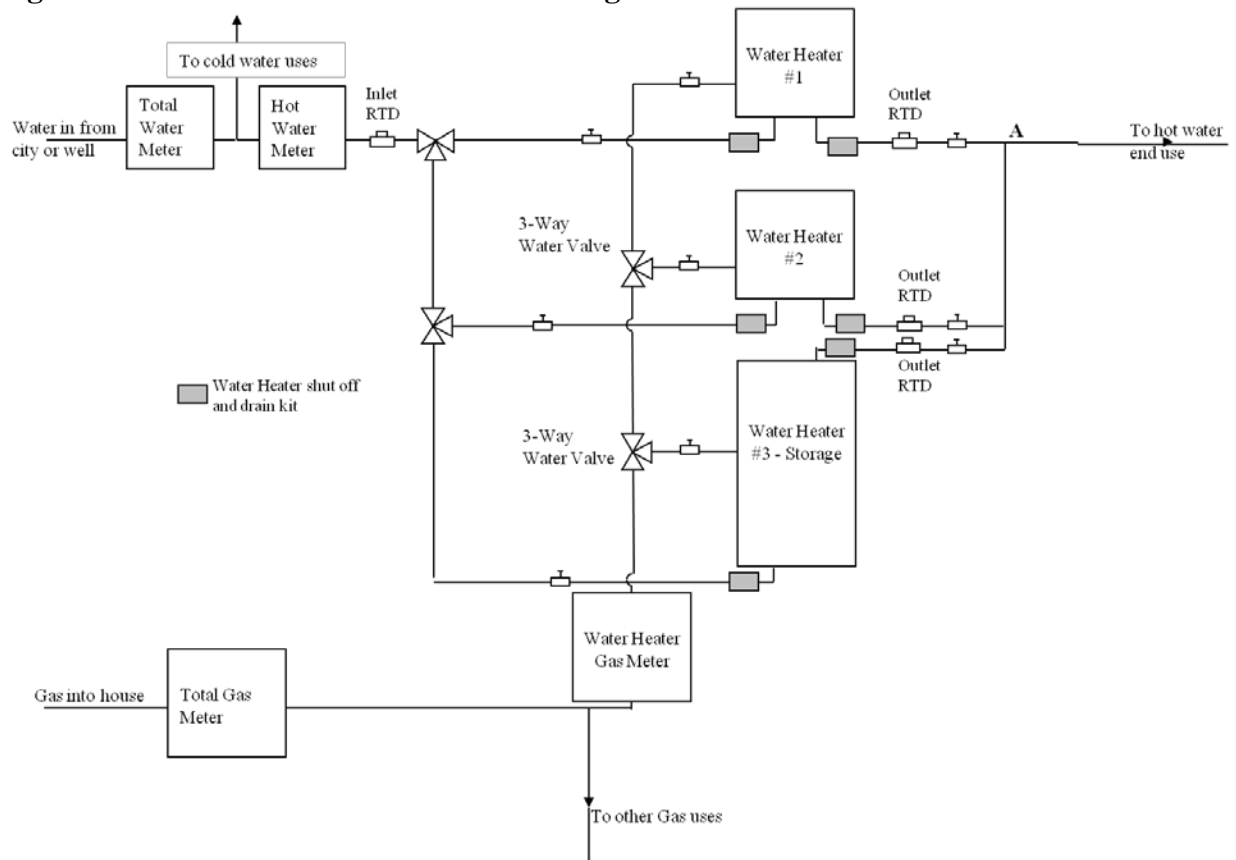 To cold water uses
Water Heater
#1
Total
Water
Meter
Hot
Water
Meter
Inlet
RTD
Outlet
RTD
Water in from
city or well
A
To hot water
end use
3-Way
Water Valve
Water Heater
#2
Outlet
RTD
Outlet
RTD
Water Heater shut off
and drain kit
3-Way
Water Valve
Water Heater
#3 - Storage
Water Heater
Gas Meter
Gas into house
Total Gas
Meter
To other Gas uses